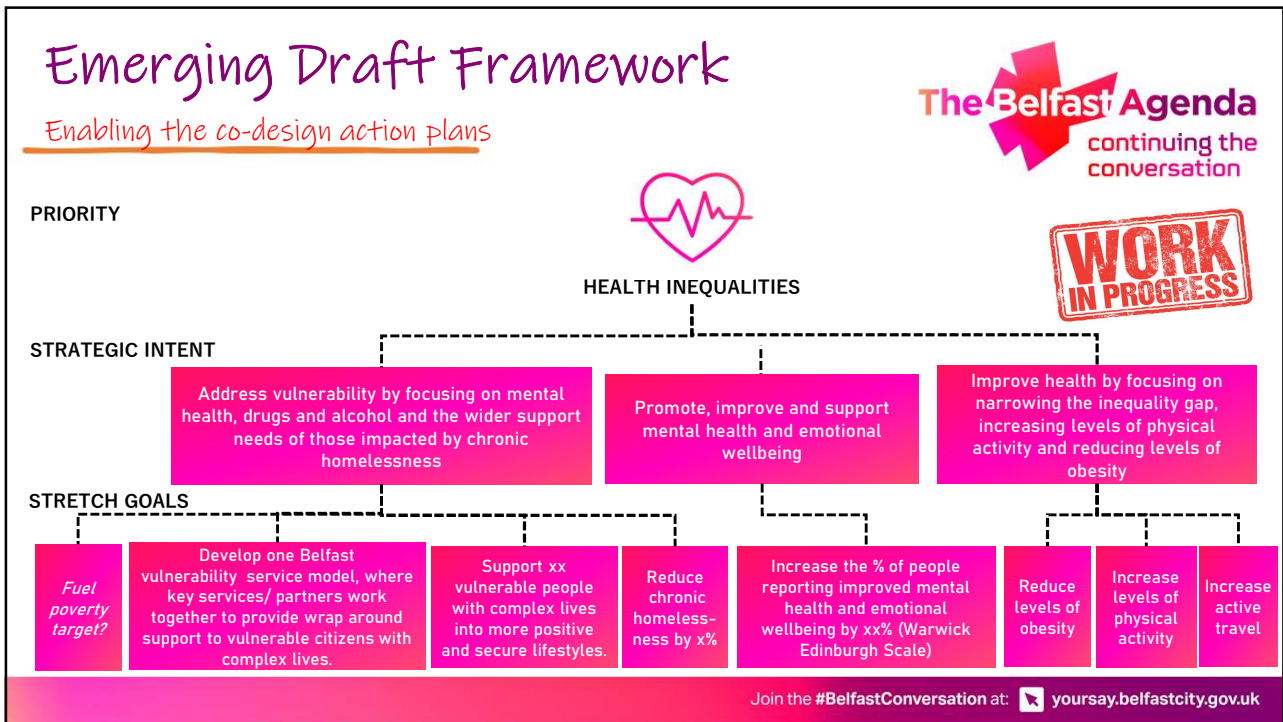 Emerging Draft Framework
Enabling the co-design action plans
The Belfast Agenda
continuing the
conversation
PRIORITY
WORK
IN PROGRESS
HEALTH INEQUALITIES
STRATEGIC INTENT
Address vulnerability by focusing on mental
health, drugs and alcohol and the wider support
needs of those impacted by chronic
homelessness
Promote, improve and support
mental health and emotional
wellbeing
Improve health by focusing on
narrowing the inequality gap,
increasing levels of physical
activity and reducing levels of
obesity
STRETCH GOALS
Fuel
poverty
target?
Develop one Belfast
vulnerability service model, where
key services/ partners work
together to provide wrap around
support to vulnerable citizens with
complex lives.
Support xx
vulnerable people
with complex lives
into more positive
and secure lifestyles.
Reduce
chronic
homeless-
ness by x%
Increase the % of people
reporting improved mental
health and emotional
wellbeing by xx% (Warwick
Edinburgh Scale)
Reduce
levels of
obesity
Increase
levels of
physical
activity
Increase
active
travel
Join the #BelfastConversation at: yoursay.belfastcity.gov.uk